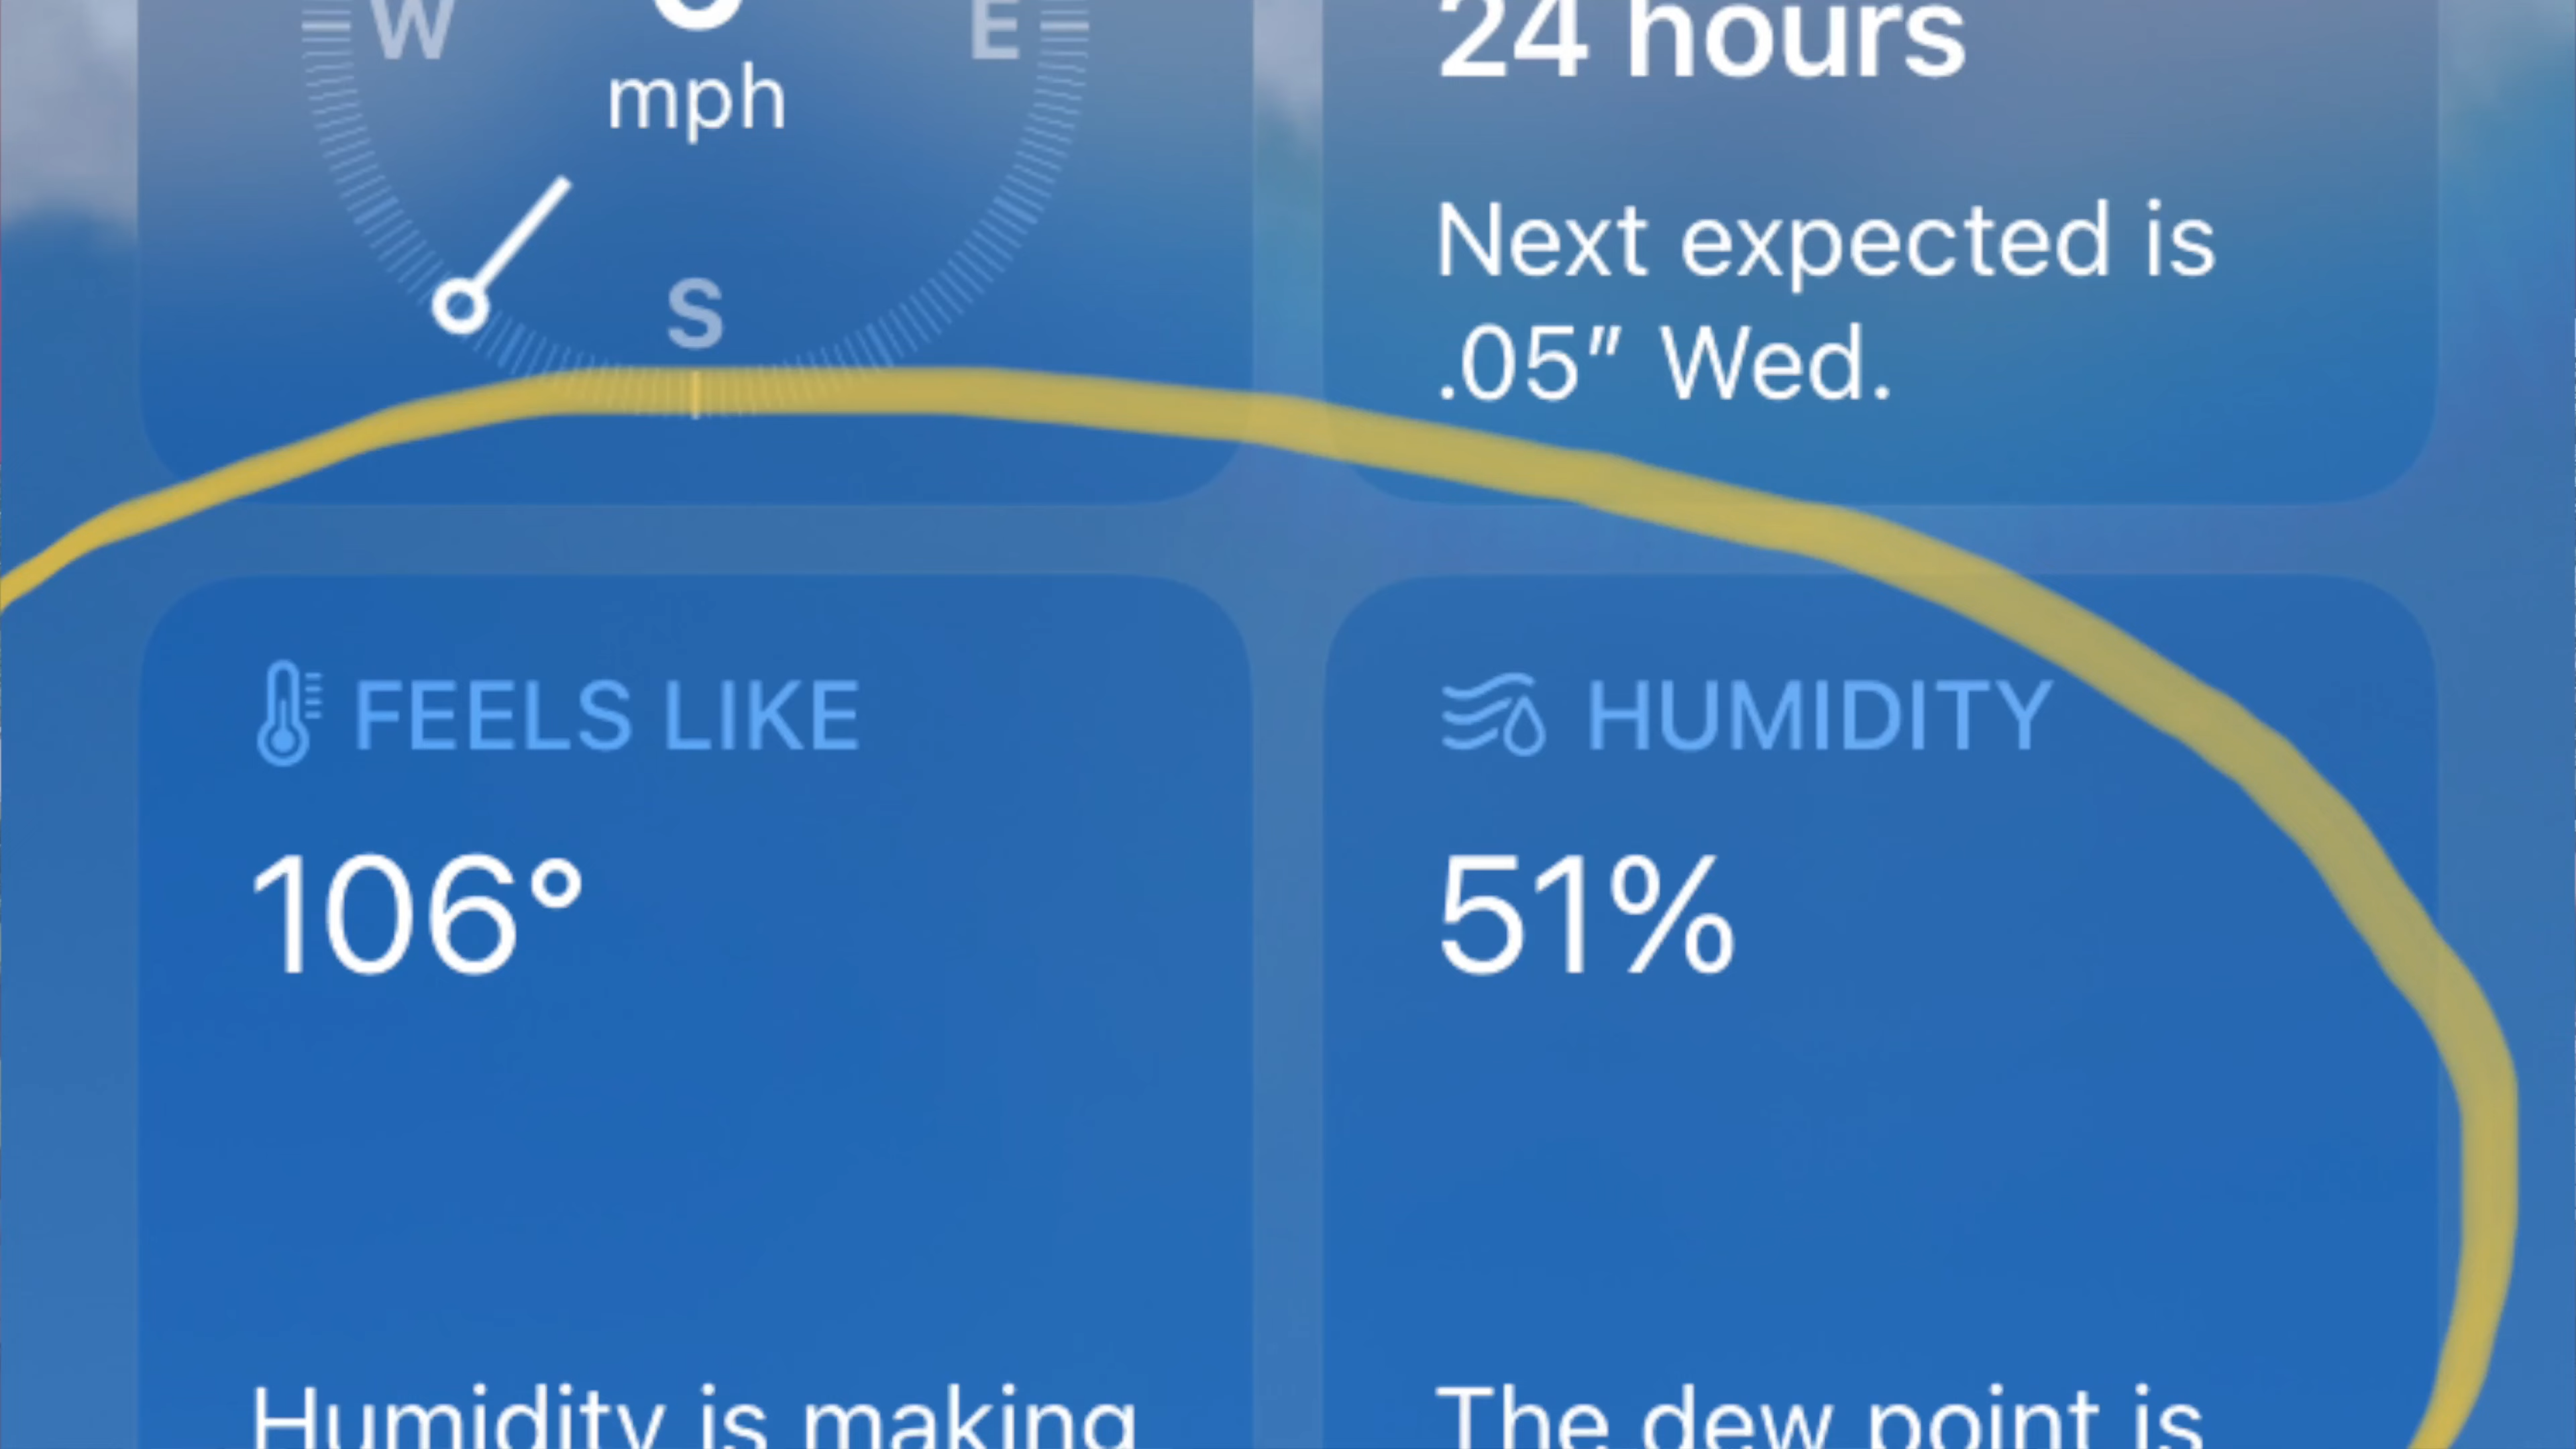 W
E
mph
S
24 hours
Next expected is
.05" Wed.
FEELS LIKE
106°
HUMIDITY
51%
Humidity is making
The dew point is